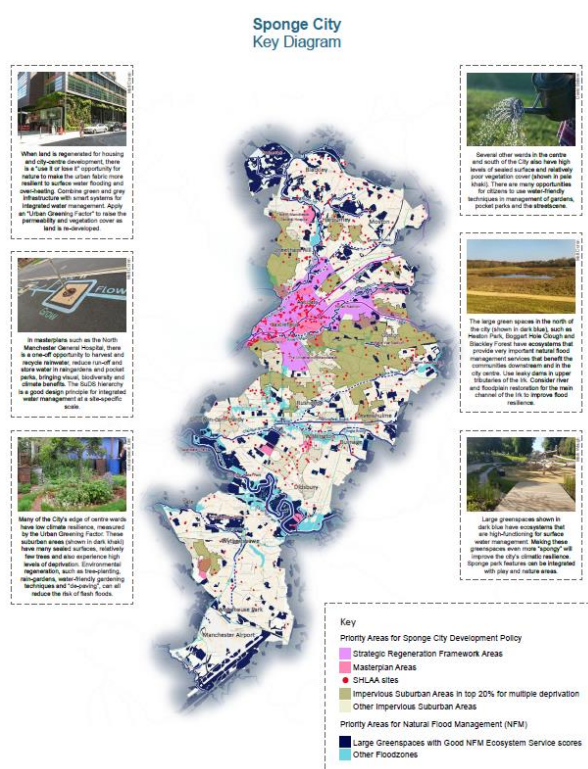 Sponge City
Key Diagram
When land is regenerated for housing
and city-centre development, there
is a "use it or lose it" opportunity for
nature to make the urban fabric more
resilient to surface water flooding and
over-heating. Combine green and grey
infrastructure with smart systems for
integrated water management. Apply
an "Urban Greening Factor" to raise the
permeability and vegetation cover as
land is re-developed.
Flow
In masterplans such as the North
Manchester General Hospital, there
is a one-off opportunity to harvest and
recycle rainwater, reduce run-off and
store water in raingardens and pocket
parks, bringing visual, biodiversity and
climate benefits. The SuDS hierarchy
is a good design principle for integrated
water management at a site-specific
scale.
Many of the City's edge of centre wards
have low climate resilience, measured
by the Urban Greening Factor. These
suburban areas (shown in dark khaki)
have many sealed surfaces, relatively
few trees and also experience high
levels of deprivation. Environmental
regeneration, such as tree-planting,
rain-gardens, water-friendly gardening
techniques and "de-paving", can all
reduce the risk of flash floods.
Didsbury
Manchester Airport
Several other wards in the centre
and south of the City also have high
levels of sealed surface and relatively
poor vegetation cover (shown in pale
khaki). There are many opportunities
for citizens to use water-friendly
techniques in management of gardens,
pocket parks and the streetscene.
The large green spaces in the north of
the city (shown in dark blue), such as
Heaton Park, Boggart Hole Clough and
Blackley Forest have ecosystems that
provide very important natural flood
management services that benefit the
communities downstream and in the
city centre. Use leaky dams in upper
tributaries of the Irk. Consider river
and floodplain restoration for the main
channel of the Irk to improve flood
resilience.
Large greenspaces shown in
dark blue have ecosystems that
are high-functioning for surface
water management. Making these
greenspaces even more "spongy" will
improve the city's climatic resilience.
Sponge park features can be integrated
with play and nature areas.
Key
Priority Areas for Sponge City Development Policy
Strategic Regeneration Framework Areas
Masterplan Areas
SHLAA sites
Impervious Suburban Areas in top 20% for multiple deprivation
Other Impervious Suburban Areas
Priority Areas for Natural Flood Management (NFM)
Large Greenspaces with Good NFM Ecosystem Service scores
Other Floodzones